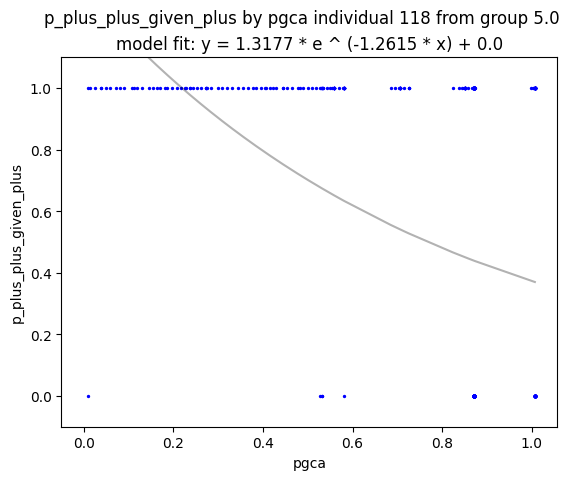 p_plus_plus_given_plus by pgca individual 118 from group 5.0
model fit: y = 1.3177 * e ^ (-1.2615 * x) + 0.0
p_plus_plus_given_plus
1.0
0.8
0.6
0.4
0.2
0.0
0.0 0.2 0.4 0.6 0.8 1.0
pgca